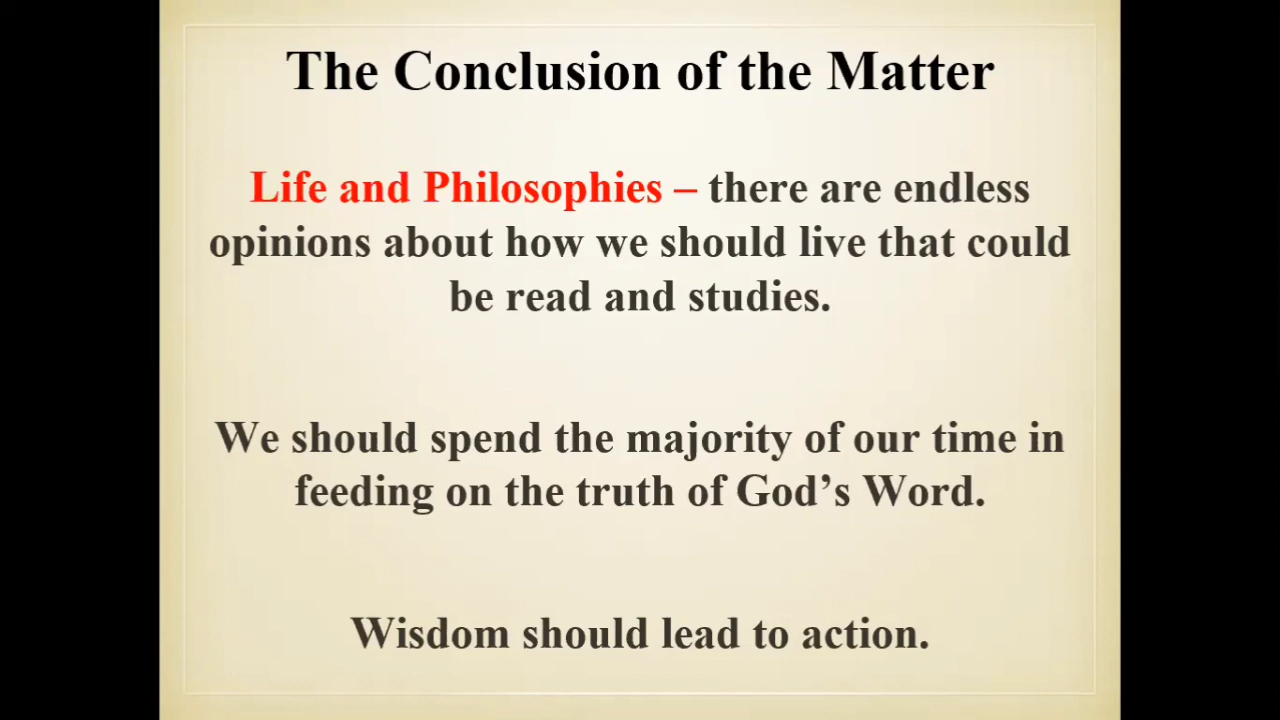 The Conclusion of the Matter
Life and Philosophies – there are endless
opinions about how we should live that could
be read and studies.
We should spend the majority of our time in
feeding on the truth of God’s Word.
Wisdom should lead to action.